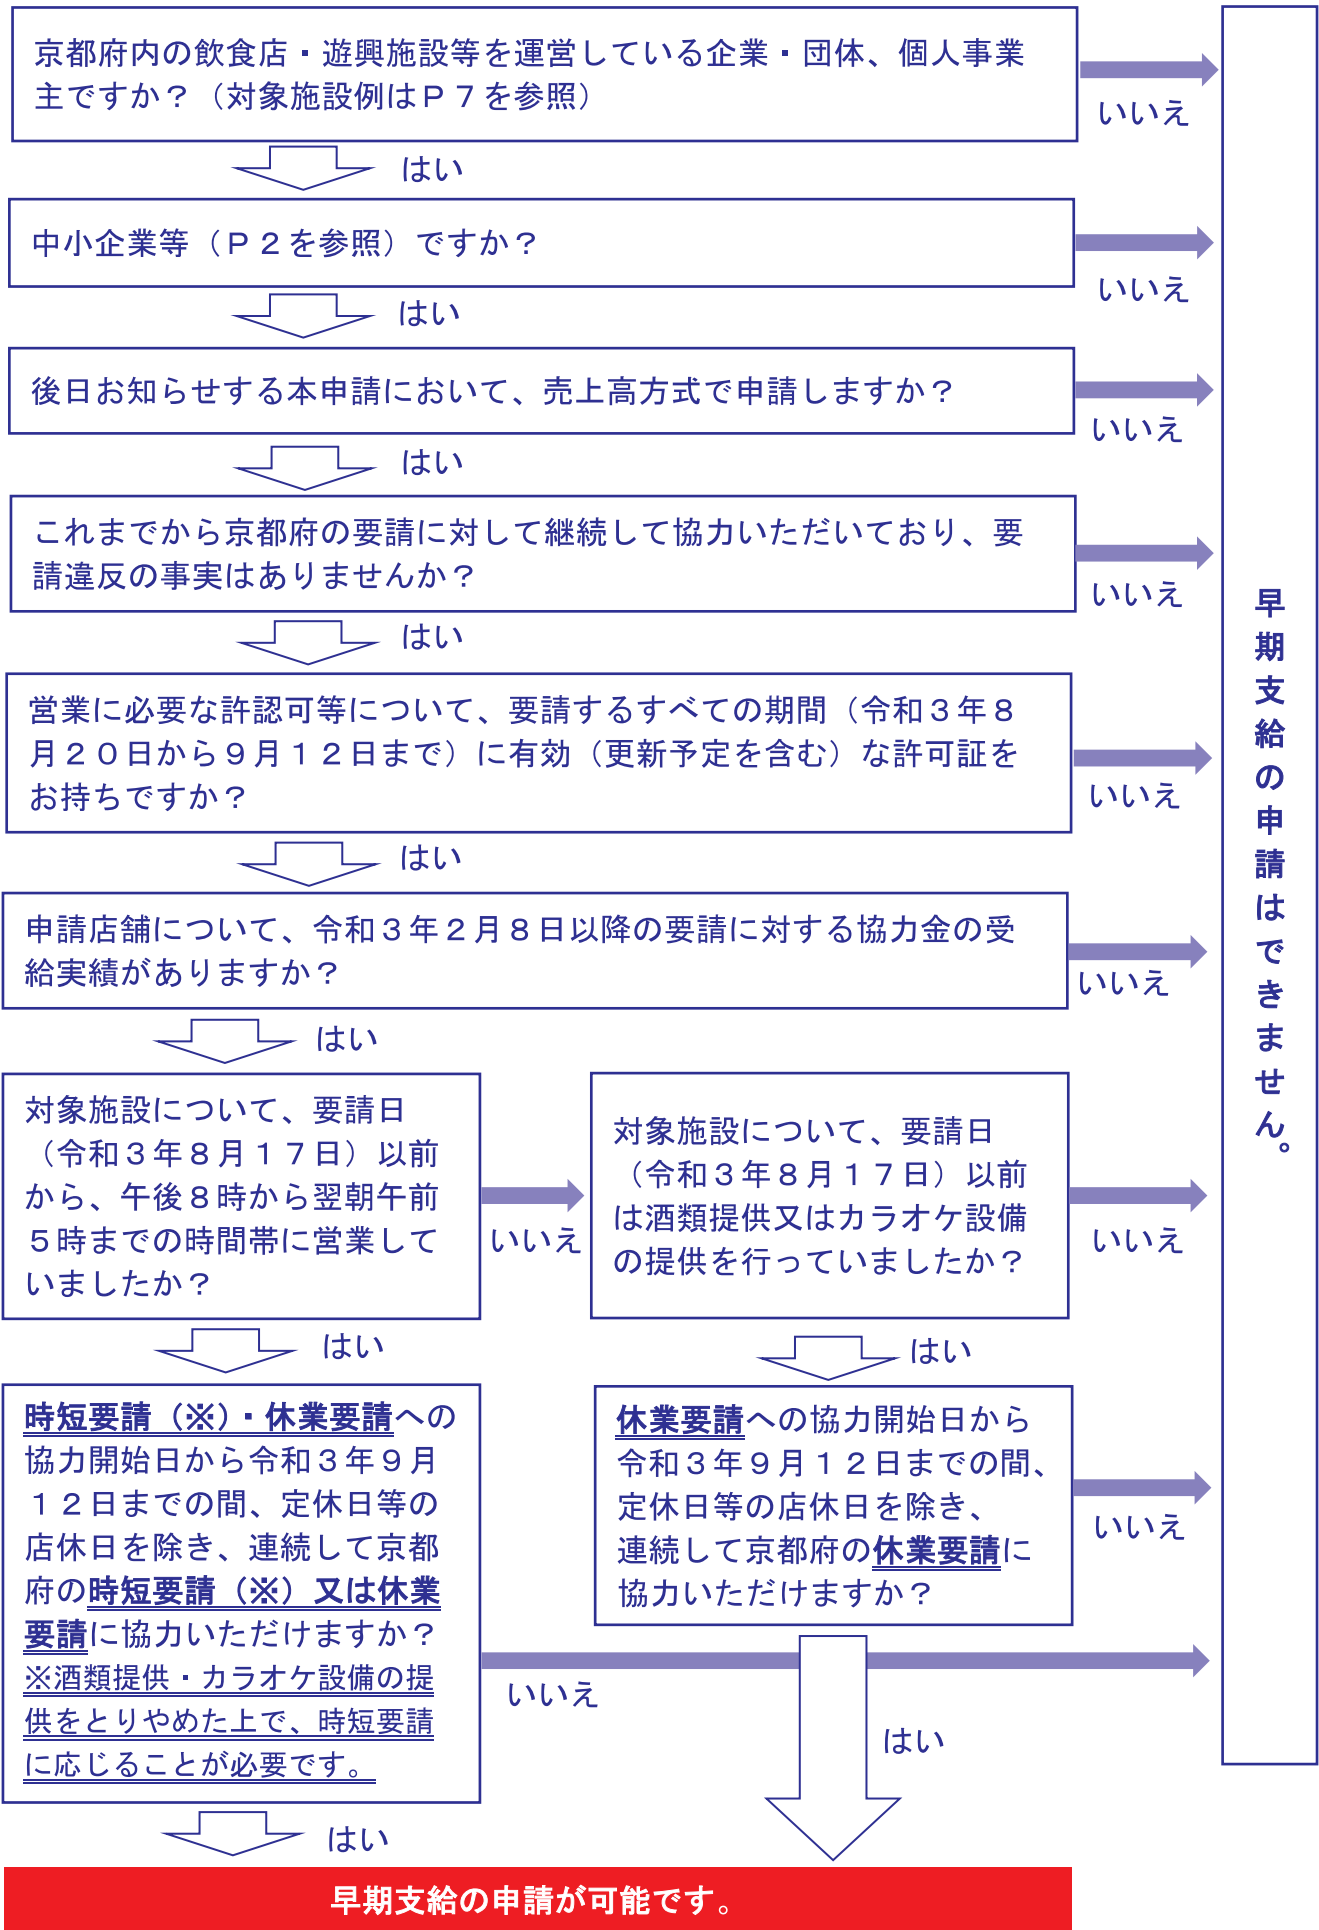 京都府内の飲食店・遊興施設等を運営している企業・団体、個人事業
主ですか？（対象施設例はＰ７を参照）
いいえ
はい
中小企業等（Ｐ２を参照）ですか？
いいえ
はい
後日お知らせする本申請において、売上高方式で申請しますか？
いいえ
はい
これまでから京都府の要請に対して継続して協力いただいており、要
請違反の事実はありませんか？
いいえ
はい
営業に必要な許認可等について、要請するすべての期間（令和３年８
月２０日から９月１２日まで）に有効（更新予定を含む）な許可証を
お持ちですか？
いいえ
はい
申請店舗について、令和３年２月８日以降の要請に対する協力金の受
給実績がありますか？
いいえ
はい
対象施設について、要請日
（令和３年８月１７日）以前
から、午後８時から翌朝午前
５時までの時間帯に営業して
いましたか？
いいえ
はい
対象施設について、要請日
（令和３年８月１７日）以前
は酒類提供又はカラオケ設備
の提供を行っていましたか？
いいえ
はい
時短要請（※）・休業要請への
協力開始日から令和３年９月
１２日までの間、定休日等の
店休日を除き、連続して京都
府の時短要請（※）又は休業
要請に協力いただけますか？
※酒類提供・カラオケ設備の提
供をとりやめた上で、時短要請
に応じることが必要です。
いいえ
はい
休業要請への協力開始日から
令和３年９月１２日までの間、
定休日等の店休日を除き、
連続して京都府の休業要請に
協力いただけますか？
いいえ
はい
早期支給の申請はできません。
早期支給の申請が可能です。